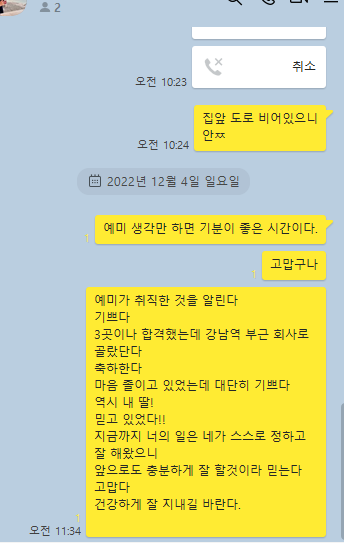 2
취소
오전 10:23
집앞 도로 비어있으니
안ㅉ
오전 10:24
2022년 12월 4일 일요일
예미 생각만 하면 기분이 좋은 시간이다.
1
고맙구나
1
예미가 취직한 것을 알린다
기쁘다
3곳이나 합격했는데 강남역 부근 회사로
골랐단다
축하한다
마음 졸이고 있었는데 대단히 기쁘다
역시 내 딸!
믿고 있었다!!
지금까지 너의 일은 네가 스스로 정하고
잘 해왔으니
앞으로도 충분하게 잘 할것이라 믿는다
고맙다
건강하게 잘 지내길 바란다.
1
오전 11:34